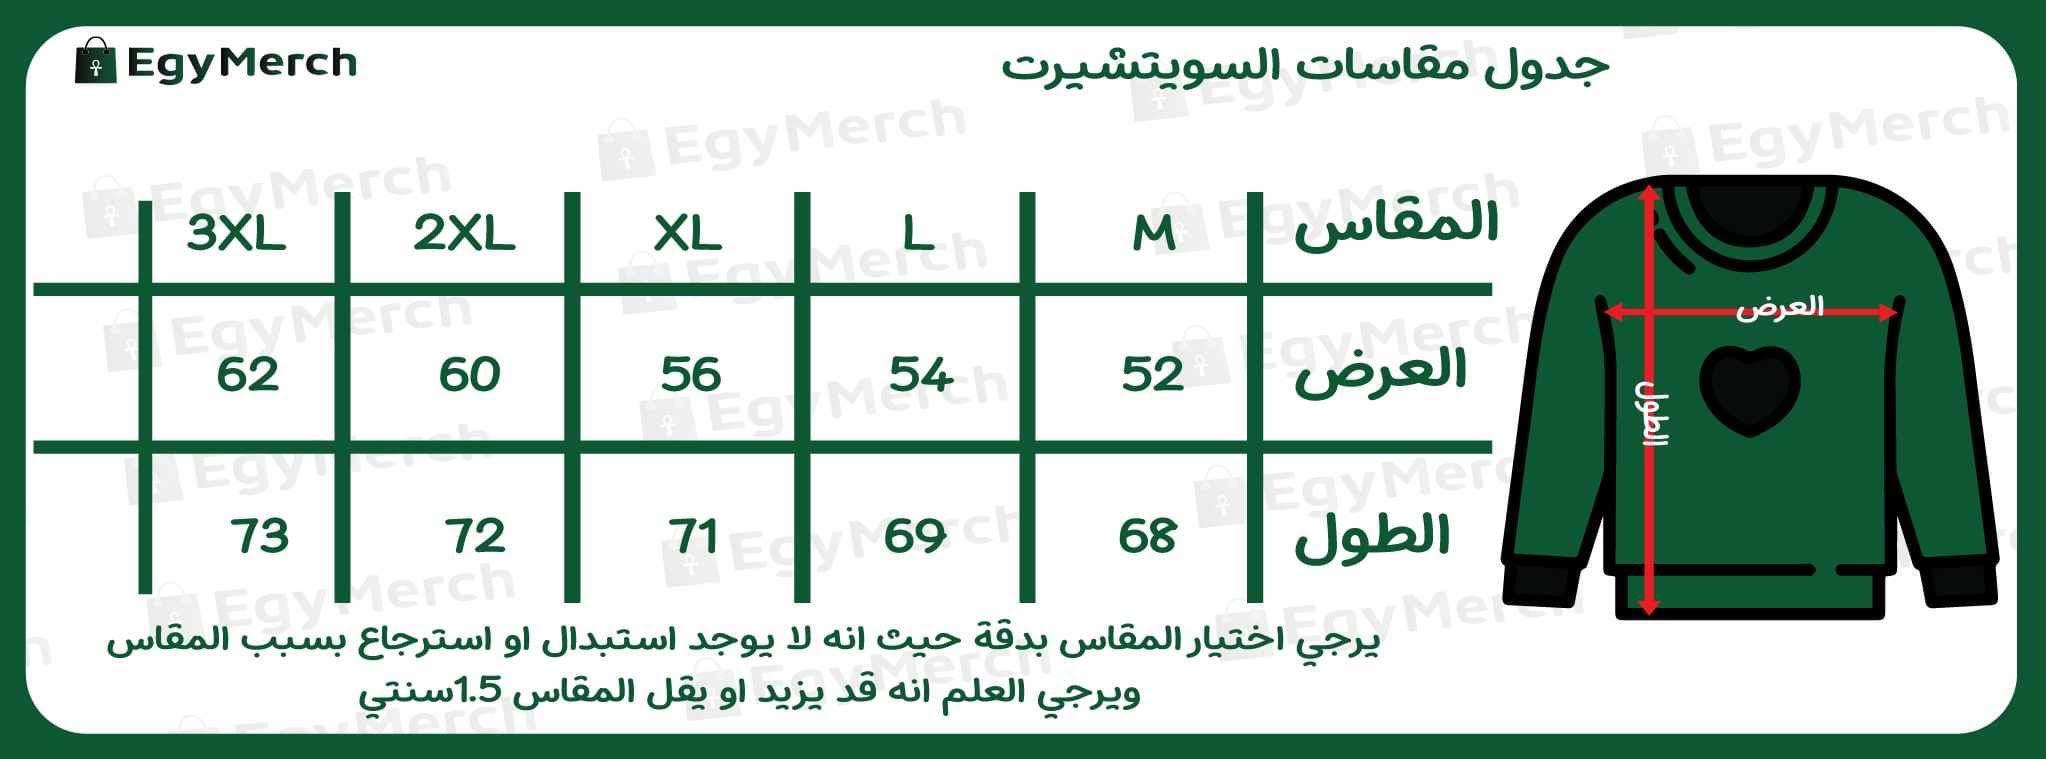 EgyMerch
جدول مقاسات السويتشيرت
المقاس M L XL 2XL 3XL
العرض 52 54 56 60 62
الطول 68 69 71 72 73
العرض
الطول
يرجي اختيار المقاس بدقة حيث انه لا يوجد استبدال او استرجاع بسبب المقاس
ويرجي العلم انه قد يزيد او يقل المقاس 1.5سنتي